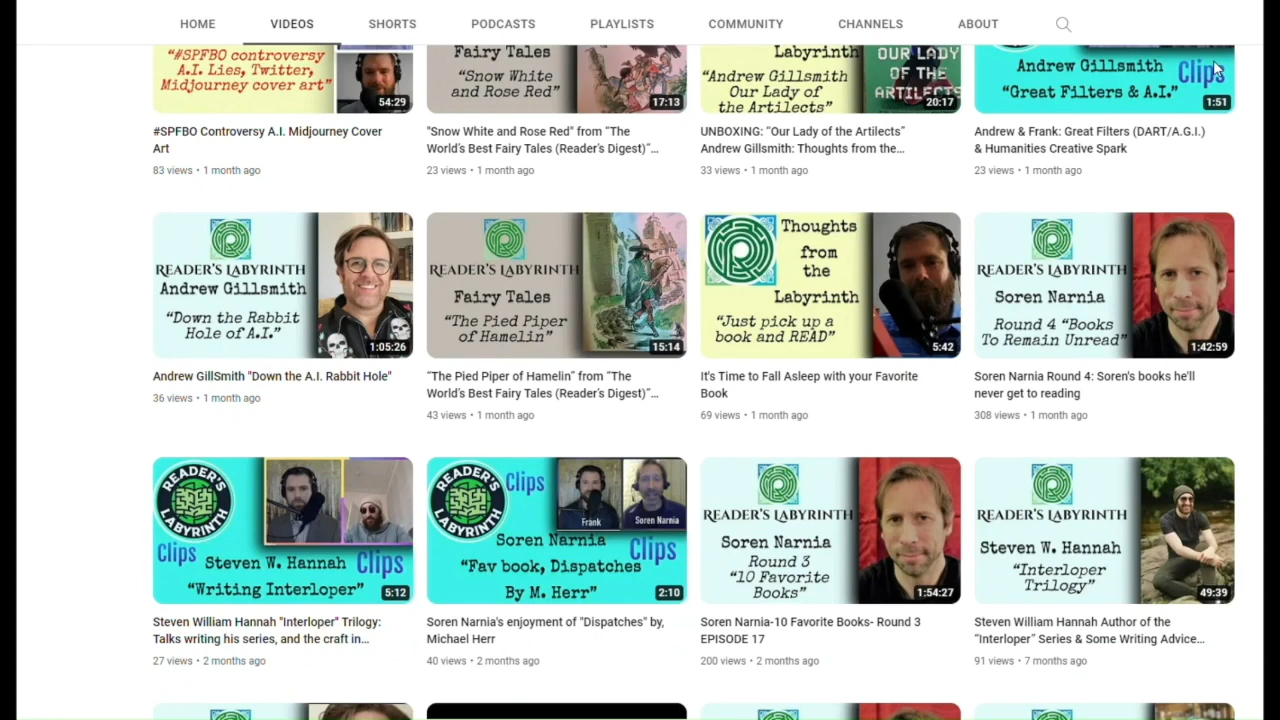 HOME VIDEOS SHORTS PODCASTS PLAYLISTS COMMUNITY CHANNELS ABOUT
"#SPFBO controversy
A.I. Lies, Twitter,
Midjourney cover art"
54:29
Fairy Tales
"Snow White
and Rose Red"
17:13
Labyrinth
"Andrew Gillsmith
Our Lady of
the Artilects"
OUR LADY
OF THE
ARTILECTS
20:17
Andrew Gillsmith
Clips
"Great Filters & A.I."
1:51
#SPFBO Controversy A.I. Midjourney Cover
Art
83 views • 1 month ago
"Snow White and Rose Red" from "The
World's Best Fairy Tales (Reader's Digest)"...
23 views • 1 month ago
UNBOXING: "Our Lady of the Artilects"
Andrew Gillsmith: Thoughts from the...
33 views • 1 month ago
Andrew & Frank: Great Filters (DART/A.G.I.)
& Humanities Creative Spark
23 views • 1 month ago
READER'S LABYRINTH
Andrew Gillsmith
"Down the Rabbit
Hole of A.I."
1:05:26
READER'S LABYRINTH
Fairy Tales
"The Pied Piper
of Hamelin"
15:14
Thoughts
from
the
Labyrinth
"Just pick up a
book and READ"
5:42
READER'S LABYRINTH
Soren Narnia
Round 4 "Books
To Remain Unread"
1:42:59
Andrew GillSmith "Down the A.I. Rabbit Hole"
36 views • 1 month ago
"The Pied Piper of Hamelin" from "The
World's Best Fairy Tales (Reader's Digest)"...
43 views • 1 month ago
It's Time to Fall Asleep with your Favorite
Book
69 views • 1 month ago
Soren Narnia Round 4: Soren's books he'll
never get to reading
308 views • 1 month ago
READER'S
LABYRINTH
Clips
Steven W. Hannah
Clips
"Writing Interloper"
5:12
READER'S
LABYRINTH
Clips
Frank
Soren Narnia
Soren Narnia
Clips
"Fav book, Dispatches
By M. Herr"
2:10
READER'S LABYRINTH
Soren Narnia
Round 3
"10 Favorite
Books"
1:54:27
READER'S LABYRINTH
Steven W. Hannah
"Interloper
Trilogy"
49:39
Steven William Hannah "Interloper" Trilogy:
Talks writing his series, and the craft in...
27 views • 2 months ago
Soren Narnia's enjoyment of "Dispatches" by,
Michael Herr
40 views • 2 months ago
Soren Narnia-10 Favorite Books- Round 3
EPISODE 17
200 views • 2 months ago
Steven William Hannah Author of the
"Interloper" Series & Some Writing Advice...
91 views • 7 months ago